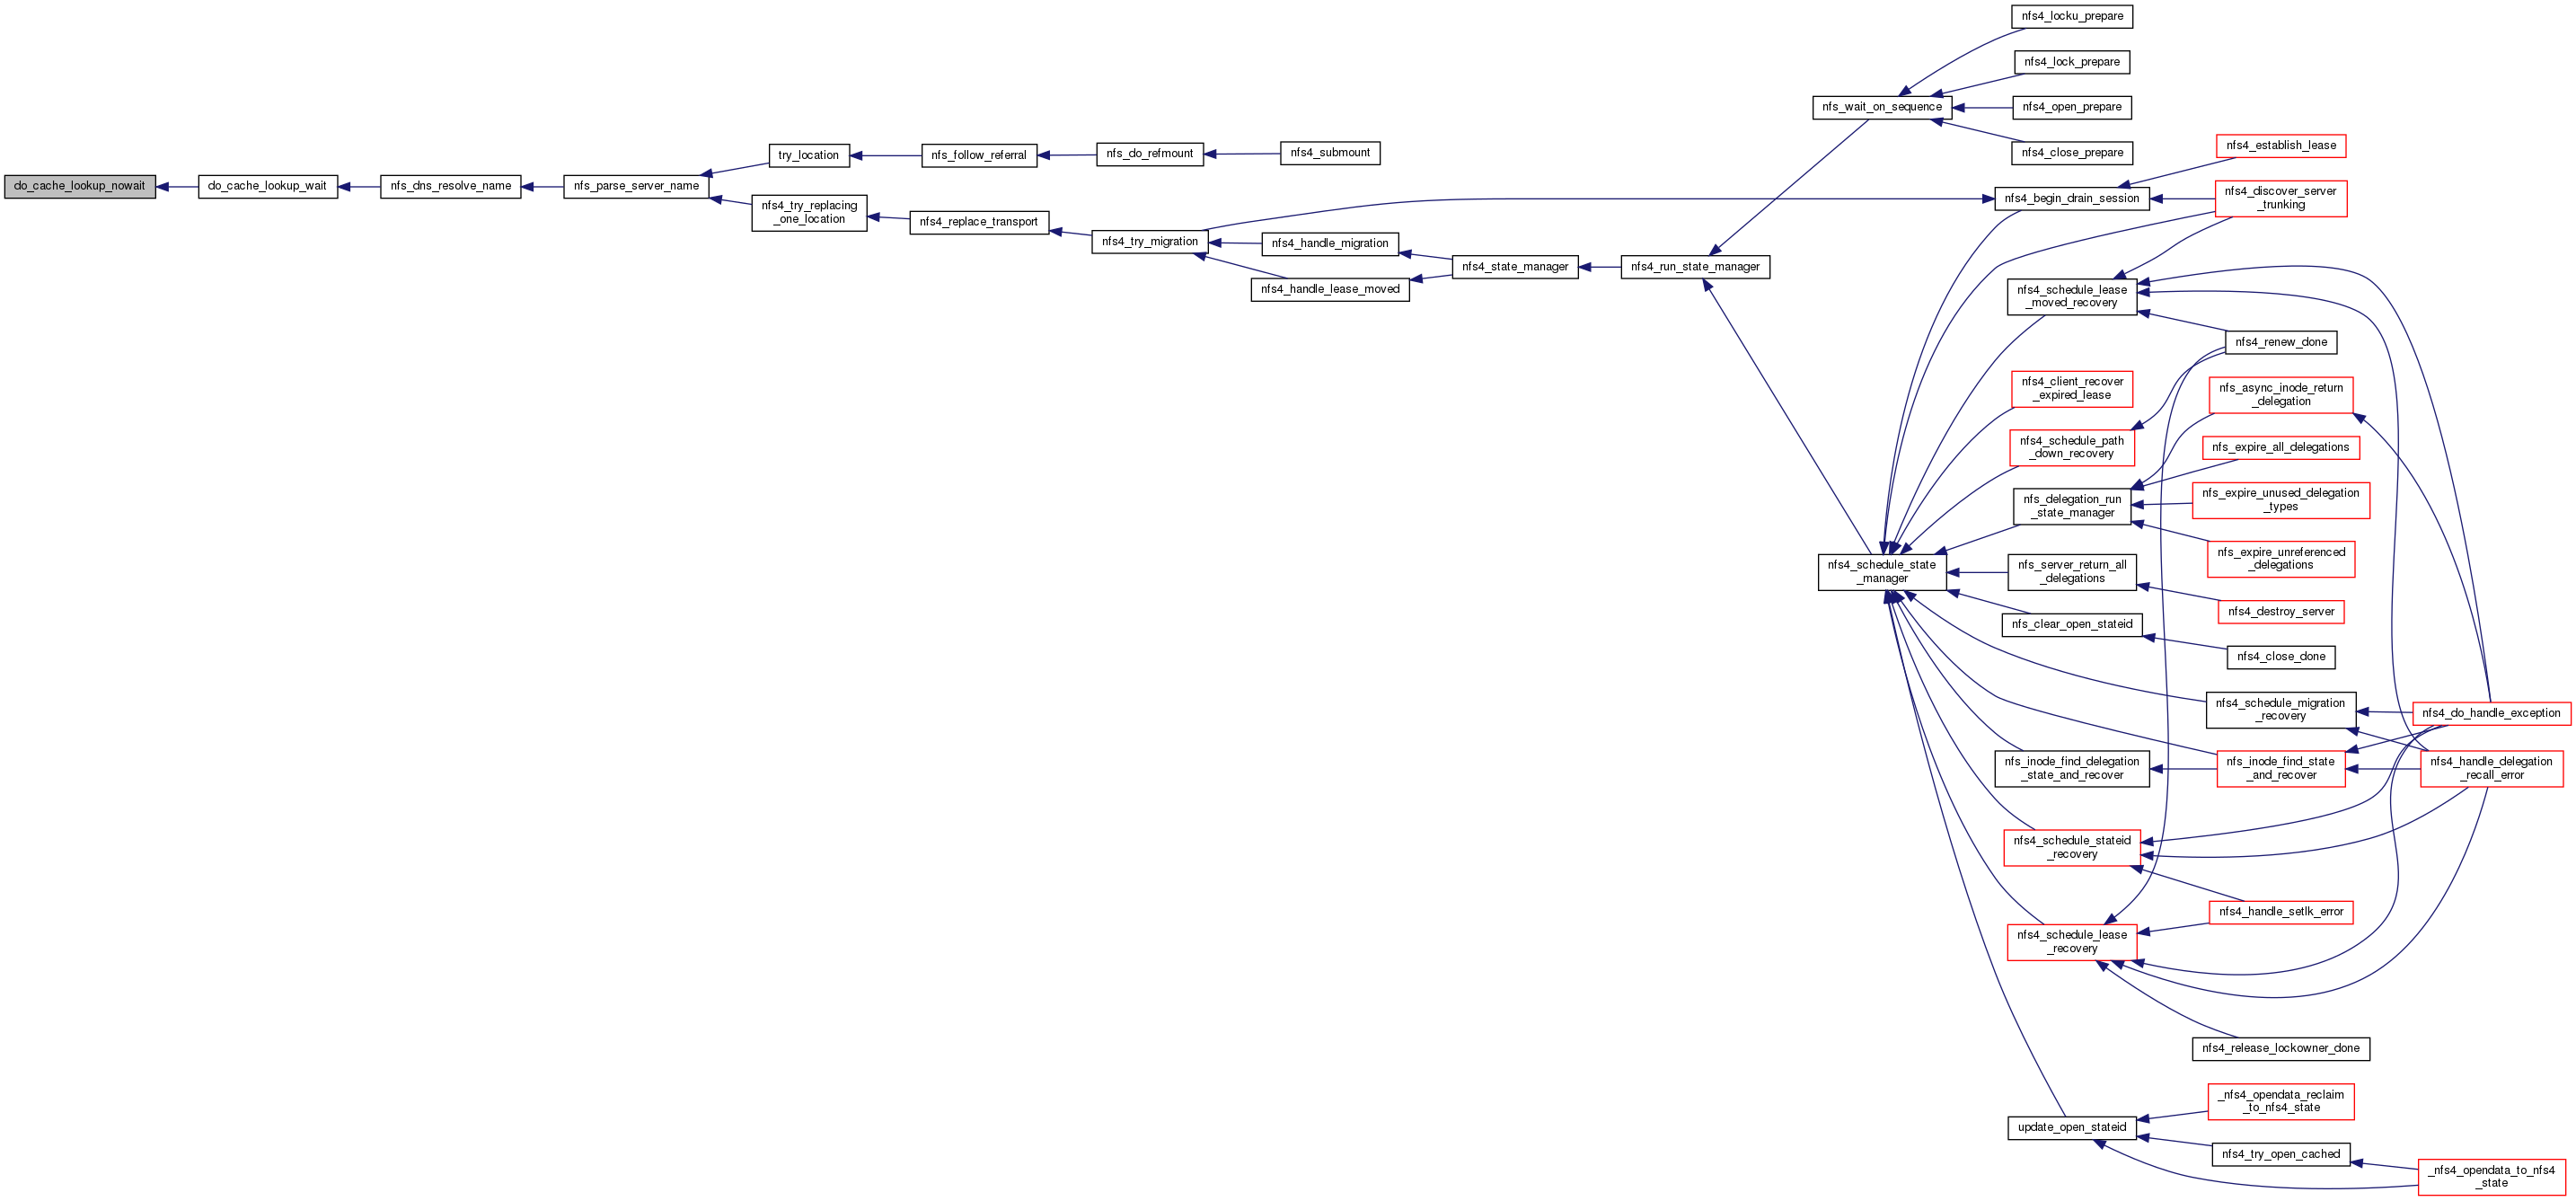 do_cache_lookup_nowait
do_cache_lookup_wait
nfs_dns_resolve_name
nfs_parse_server_name
try_location
nfs_follow_referral
nfs_do_refmount
nfs4_submount
nfs4_try_replacing
_one_location
nfs4_replace_transport
nfs4_try_migration
nfs4_handle_migration
nfs4_handle_lease_moved
nfs4_state_manager
nfs4_run_state_manager
nfs_wait_on_sequence
nfs4_locku_prepare
nfs4_lock_prepare
nfs4_open_prepare
nfs4_close_prepare
nfs4_schedule_state
_manager
nfs4_begin_drain_session
nfs4_establish_lease
nfs4_discover_server
_trunking
nfs4_schedule_lease
_moved_recovery
nfs4_renew_done
nfs4_client_recover
_expired_lease
nfs4_schedule_path
_down_recovery
nfs_delegation_run
_state_manager
nfs_async_inode_return
_delegation
nfs_expire_all_delegations
nfs_expire_unused_delegation
_types
nfs_expire_unreferenced
_delegations
nfs_server_return_all
_delegations
nfs4_destroy_server
nfs_clear_open_stateid
nfs4_close_done
nfs4_schedule_migration
_recovery
nfs4_do_handle_exception
nfs4_handle_delegation
_recall_error
nfs_inode_find_delegation
_state_and_recover
nfs_inode_find_state
_and_recover
nfs4_schedule_stateid
_recovery
nfs4_handle_setlk_error
nfs4_schedule_lease
_recovery
nfs4_release_lockowner_done
update_open_stateid
_nfs4_opendata_reclaim
_to_nfs4_state
nfs4_try_open_cached
_nfs4_opendata_to_nfs4
_state